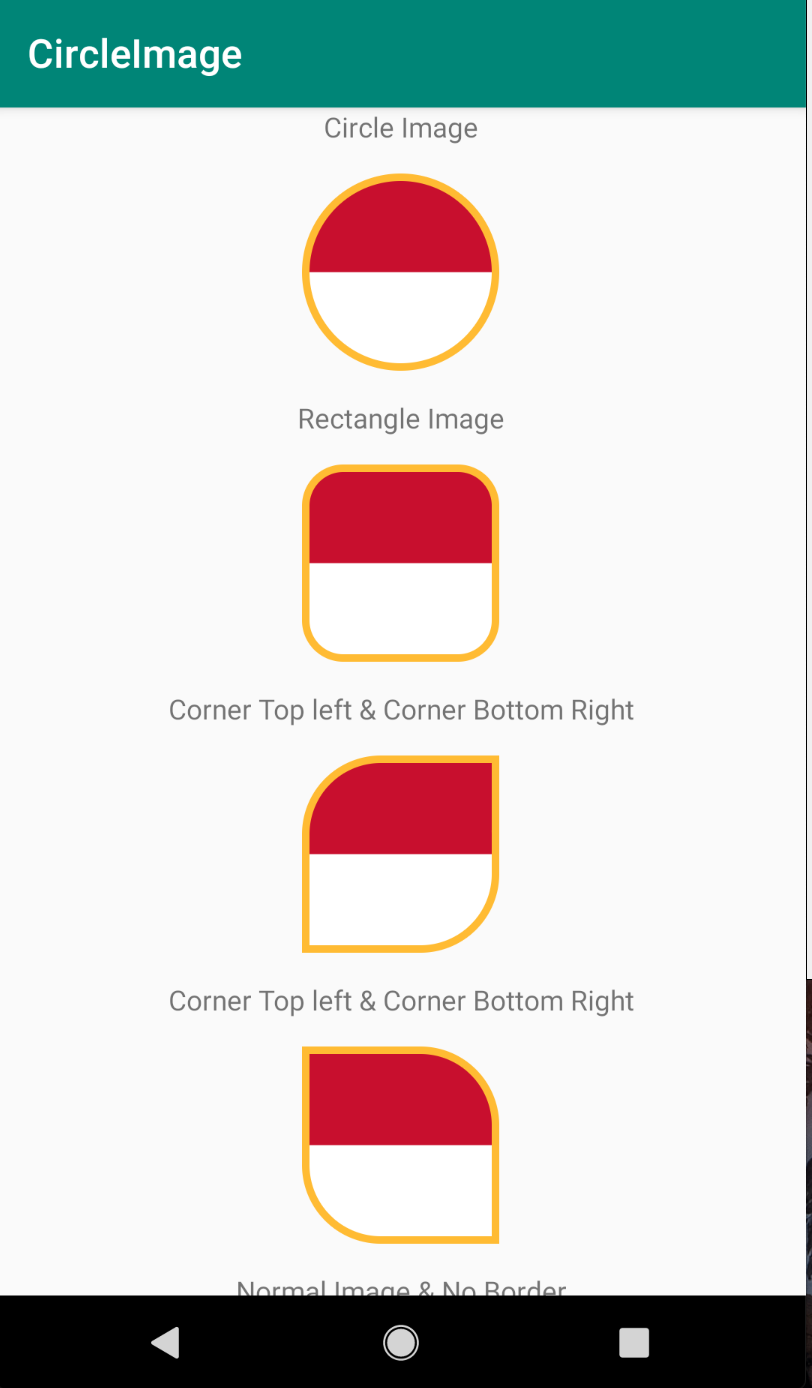 CircleImage
Circle Image
Rectangle Image
Corner Top left & Corner Bottom Right
Corner Top left & Corner Bottom Right
Normal Image & No Border